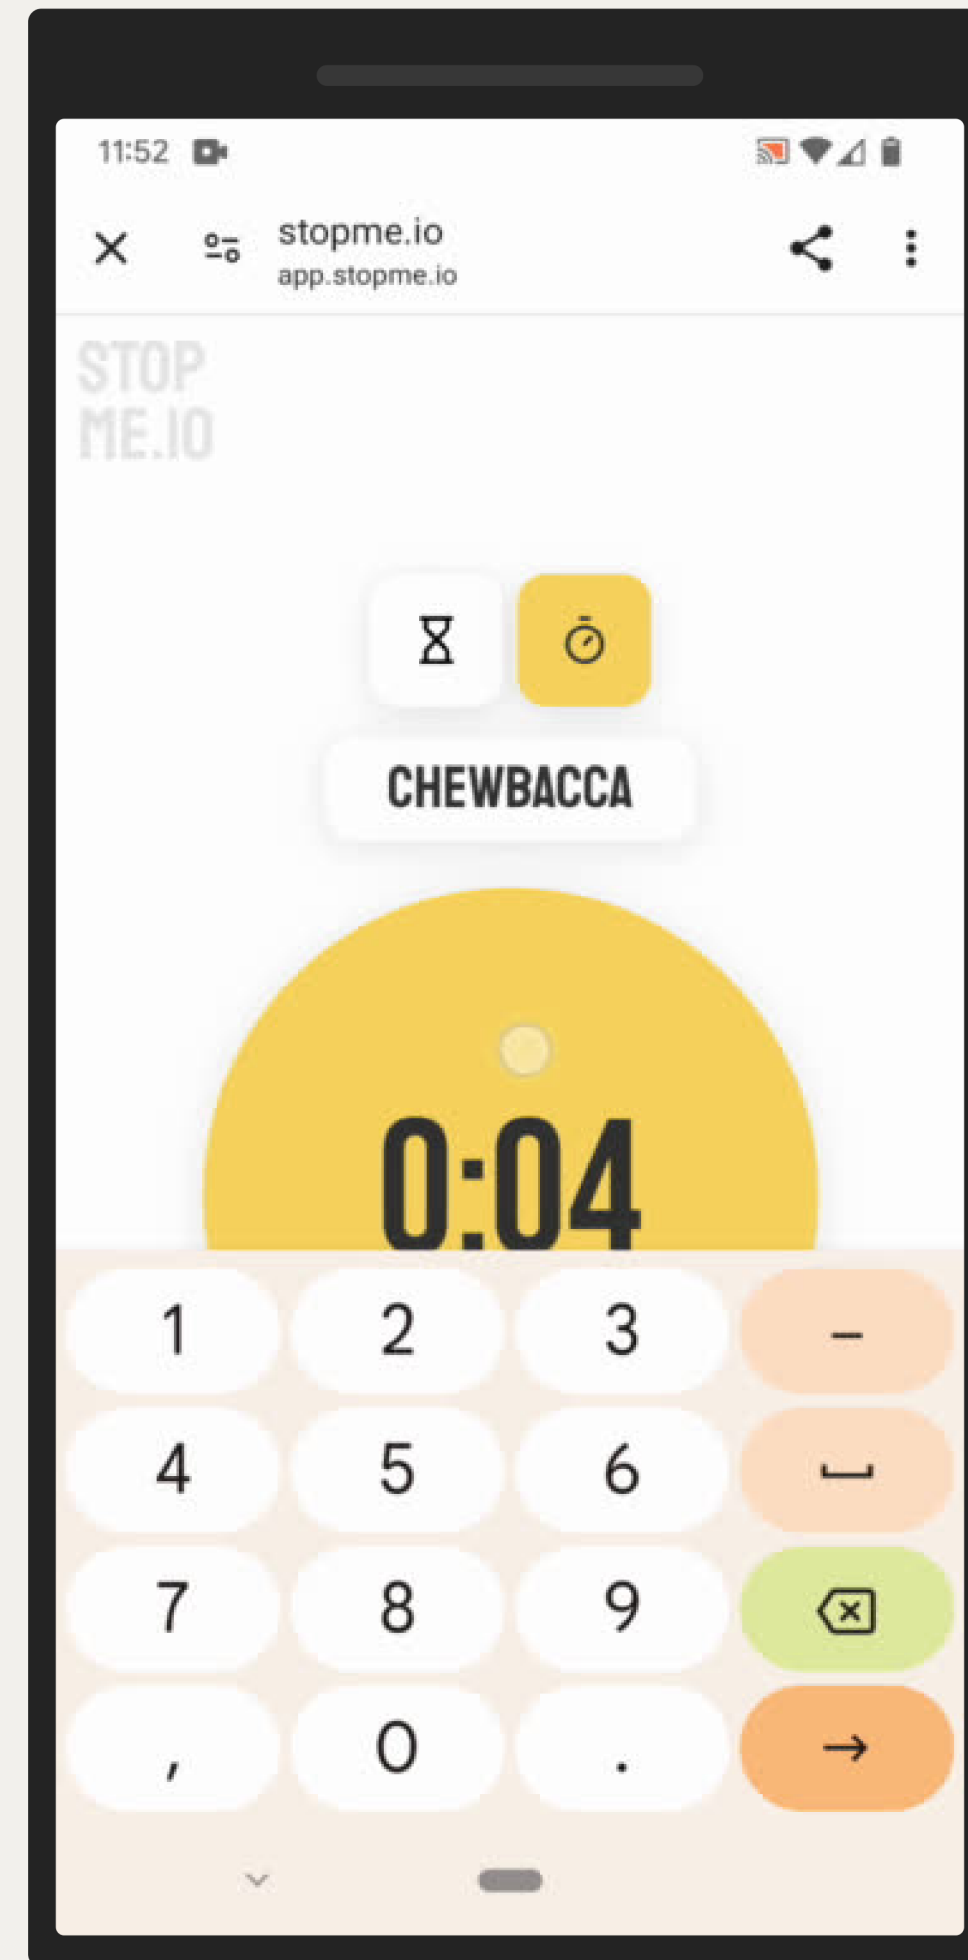 11:52
stopme.io
app.stopme.io
STOP
ME.IO
CHEWBACCA
0:04
1 2 3 –
4 5 6
7 8 9
, 0 .